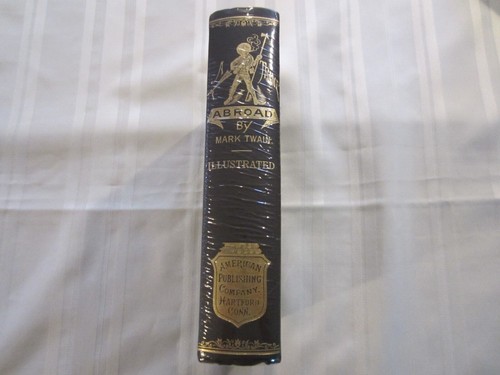 ABROAD
By
MARK TWAIN
ILLUSTRATED
AMERICAN
PUBLISHING
COMPANY.
HARTFORD
CONN.